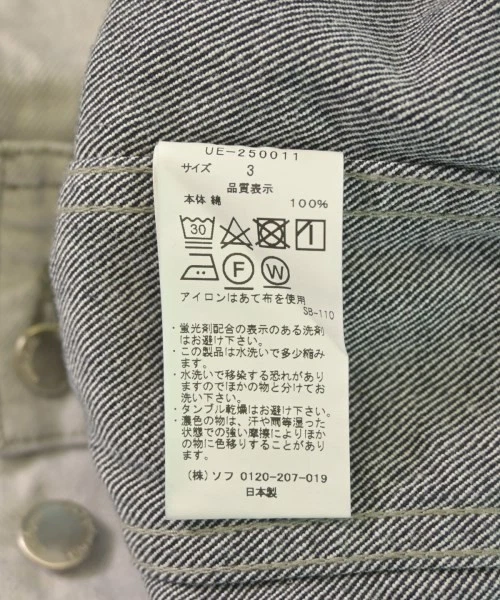 UE-250011
サイズ 3
品質表示
本体 綿 100%
30
F W
アイロンはあて布を使用
SB-110
・蛍光剤配合の表示のある洗剤
はお避け下さい。
・この製品は水洗いで多少縮み
ます。
・水洗いで移染する恐れがあり
ますのでほかの物と分けてお
洗い下さい。
・タンブル乾燥はお避け下さい。
・濃色の物は、汗や雨等湿った
状態での強い摩擦によりほか
の物に色移りすることがあり
ます。
(株)ソフ 0120-207-019
日本製